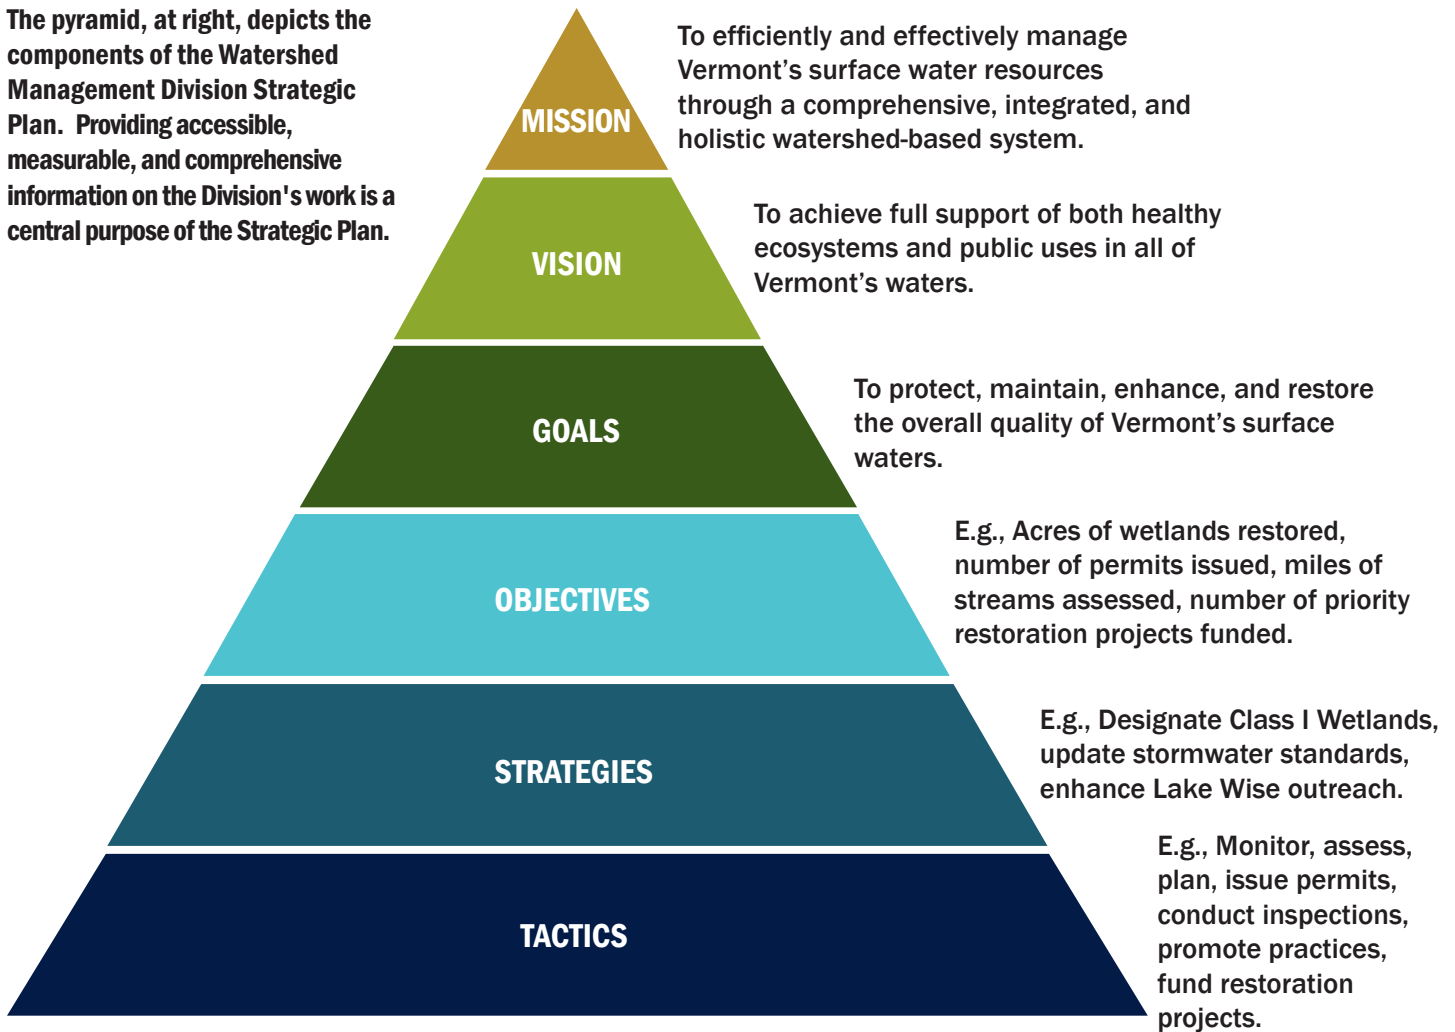 The pyramid, at right, depicts the
components of the Watershed
Management Division Strategic
Plan.  Providing accessible,
measurable, and comprehensive
information on the Division's work is a
central purpose of the Strategic Plan.
MISSION
To efficiently and effectively manage
Vermont’s surface water resources
through a comprehensive, integrated, and
holistic watershed-based system.
VISION
To achieve full support of both healthy
ecosystems and public uses in all of
Vermont’s waters.
GOALS
To protect, maintain, enhance, and restore
the overall quality of Vermont’s surface
waters.
OBJECTIVES
E.g., Acres of wetlands restored,
number of permits issued, miles of
streams assessed, number of priority
restoration projects funded.
STRATEGIES
E.g., Designate Class I Wetlands,
update stormwater standards,
enhance Lake Wise outreach.
TACTICS
E.g., Monitor, assess,
plan, issue permits,
conduct inspections,
promote practices,
fund restoration
projects.